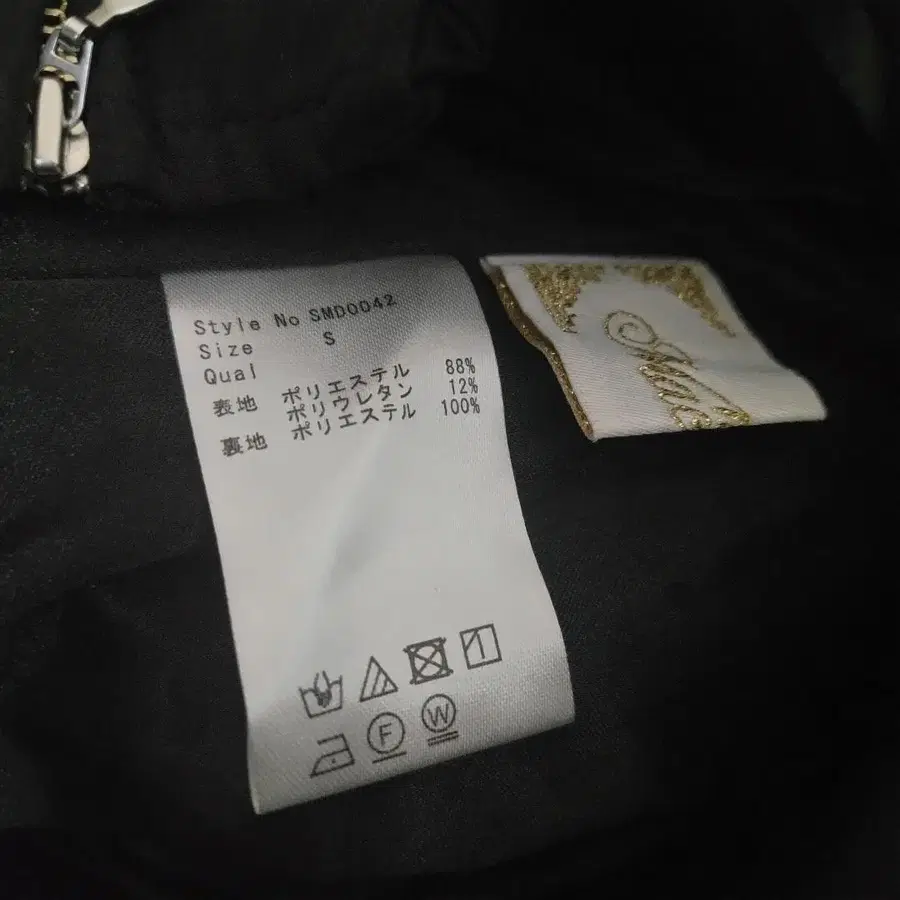 Style No SMD0042
Size S
Qual
表地 ポリエステル 88%
ポリウレタン 12%
裏地 ポリエステル 100%
F
W